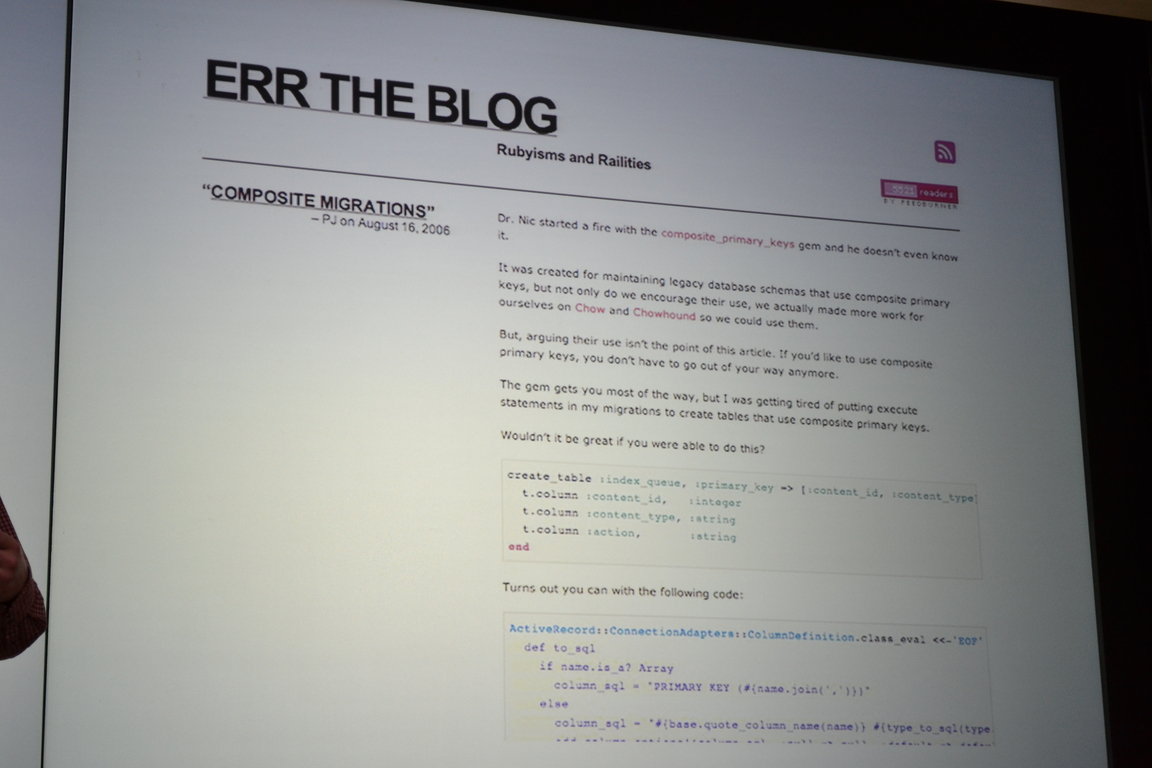 ERR THE BLOG
Rubyisms and Railities
readers
BY FEEDBURNER
“COMPOSITE MIGRATIONS”
– PJ on August 16, 2006
Dr. Nic started a fire with the composite_primary_keys gem and he doesn't even know
it.
It was created for maintaining legacy database schemas that use composite primary
keys, but not only do we encourage their use, we actually made more work for
ourselves on Chow and Chowhound so we could use them.
But, arguing their use isn't the point of this article. If you'd like to use composite
primary keys, you don't have to go out of your way anymore.
The gem gets you most of the way, but I was getting tired of putting execute
statements in my migrations to create tables that use composite primary keys.
Wouldn't it be great if you were able to do this?
create_table :index_queue, :primary_key => [:content_id, :content_type]
t.column :content_id, :integer
t.column :content_type, :string
t.column :action, :string
end
Turns out you can with the following code:
ActiveRecord::ConnectionAdapters::ColumnDefinition.class_eval <<-'EOF'
def to_sql
if name.is_a? Array
column_sql = "PRIMARY KEY (#{name.join(',')})"
else
column_sql = "#{base.quote_column_name(name)} #{type_to_sql(type